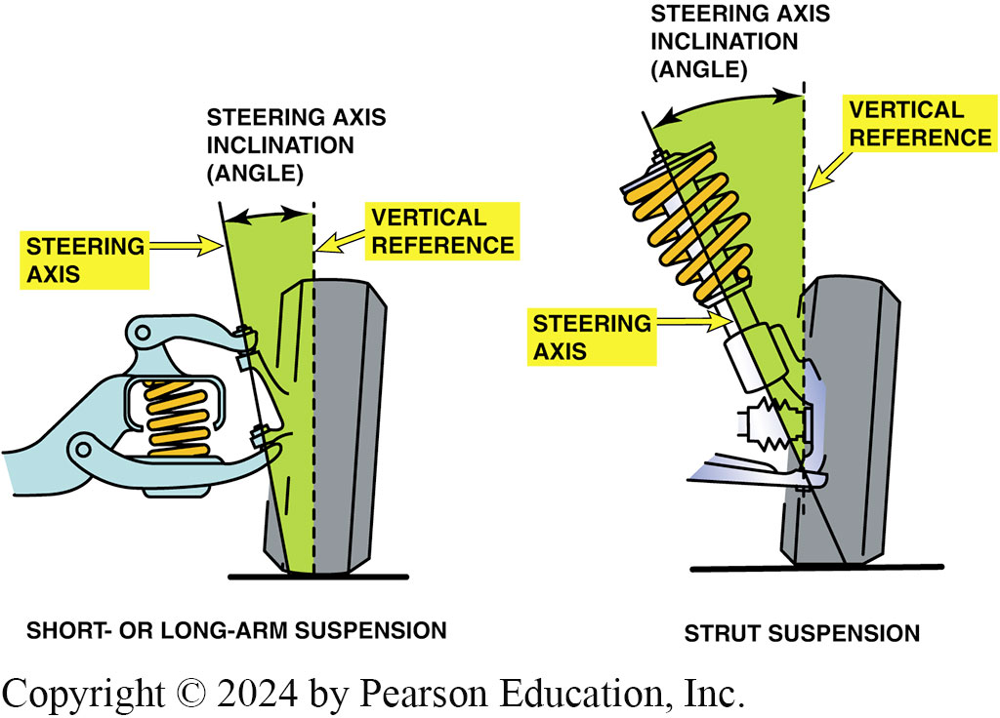 STEERING AXIS
INCLINATION
(ANGLE)
VERTICAL
REFERENCE
STEERING
AXIS
SHORT- OR LONG-ARM SUSPENSION
STEERING AXIS
INCLINATION
(ANGLE)
VERTICAL
REFERENCE
STEERING
AXIS
STRUT SUSPENSION
Copyright © 2024 by Pearson Education, Inc.